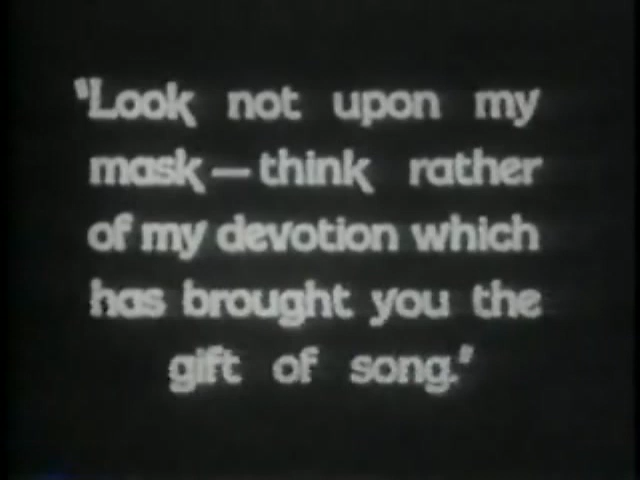 "Look not upon my
mask—think rather
of my devotion which
has brought you the
gift of song."